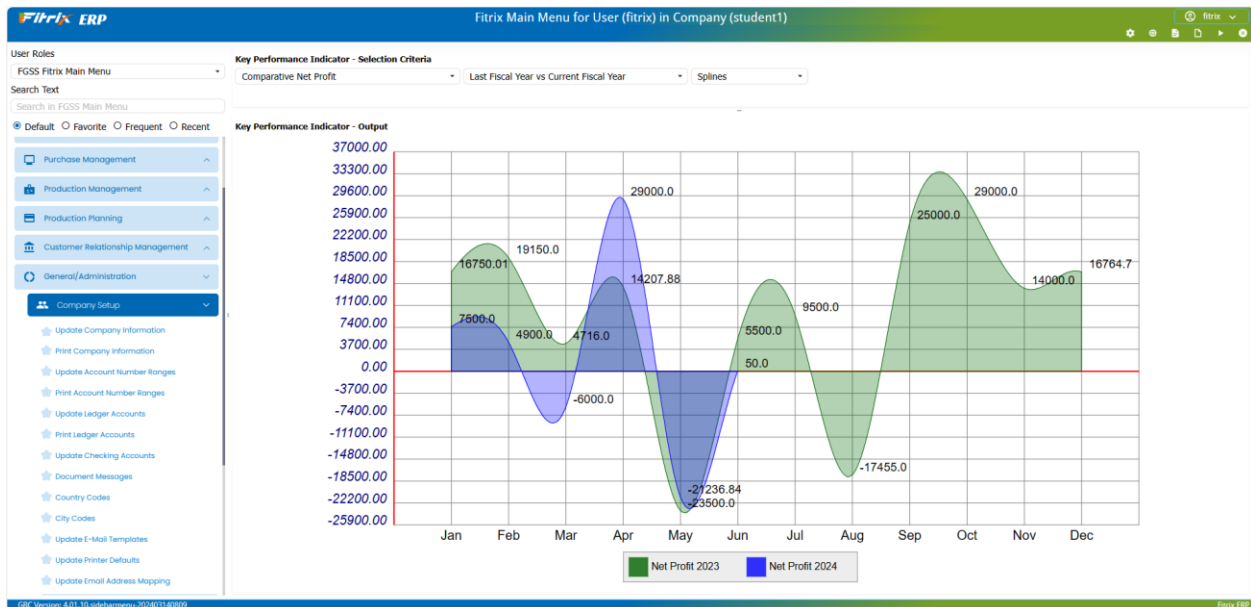 Fitrix ERP
Fitrix Main Menu for User (fitrix) in Company (student1)
fitrix
User Roles
FGSS Fitrix Main Menu
Search Text
Search in FGSS Main Menu
Default Favorite Frequent Recent
Purchase Management
Production Management
Production Planning
Customer Relationship Management
General/Administration
Company Setup
Update Company Information
Print Company Information
Update Account Number Ranges
Print Account Number Ranges
Update Ledger Accounts
Print Ledger Accounts
Update Checking Accounts
Document Messages
Country Codes
City Codes
Update E-Mail Templates
Update Printer Defaults
Update Email Address Mapping
Key Performance Indicator - Selection Criteria
Comparative Net Profit Last Fiscal Year vs Current Fiscal Year Splines
Key Performance Indicator - Output
37000.00
33300.00
29600.00
25900.00
22200.00
18500.00
14800.00
11100.00
7400.00
3700.00
0.00
-3700.00
-7400.00
-11100.00
-14800.00
-18500.00
-22200.00
-25900.00
16750.01
19150.0
4716.0
14207.88
-23500.0
5500.0
9500.0
-17455.0
25000.0
29000.0
14000.0
16764.7
7500.0
4900.0
-6000.0
29000.0
-21236.84
50.0
Jan Feb Mar Apr May Jun Jul Aug Sep Oct Nov Dec
Net Profit 2023 Net Profit 2024
GBC Version: 4.01.10-sidebarmenu-202403140809
Fitrix ERP